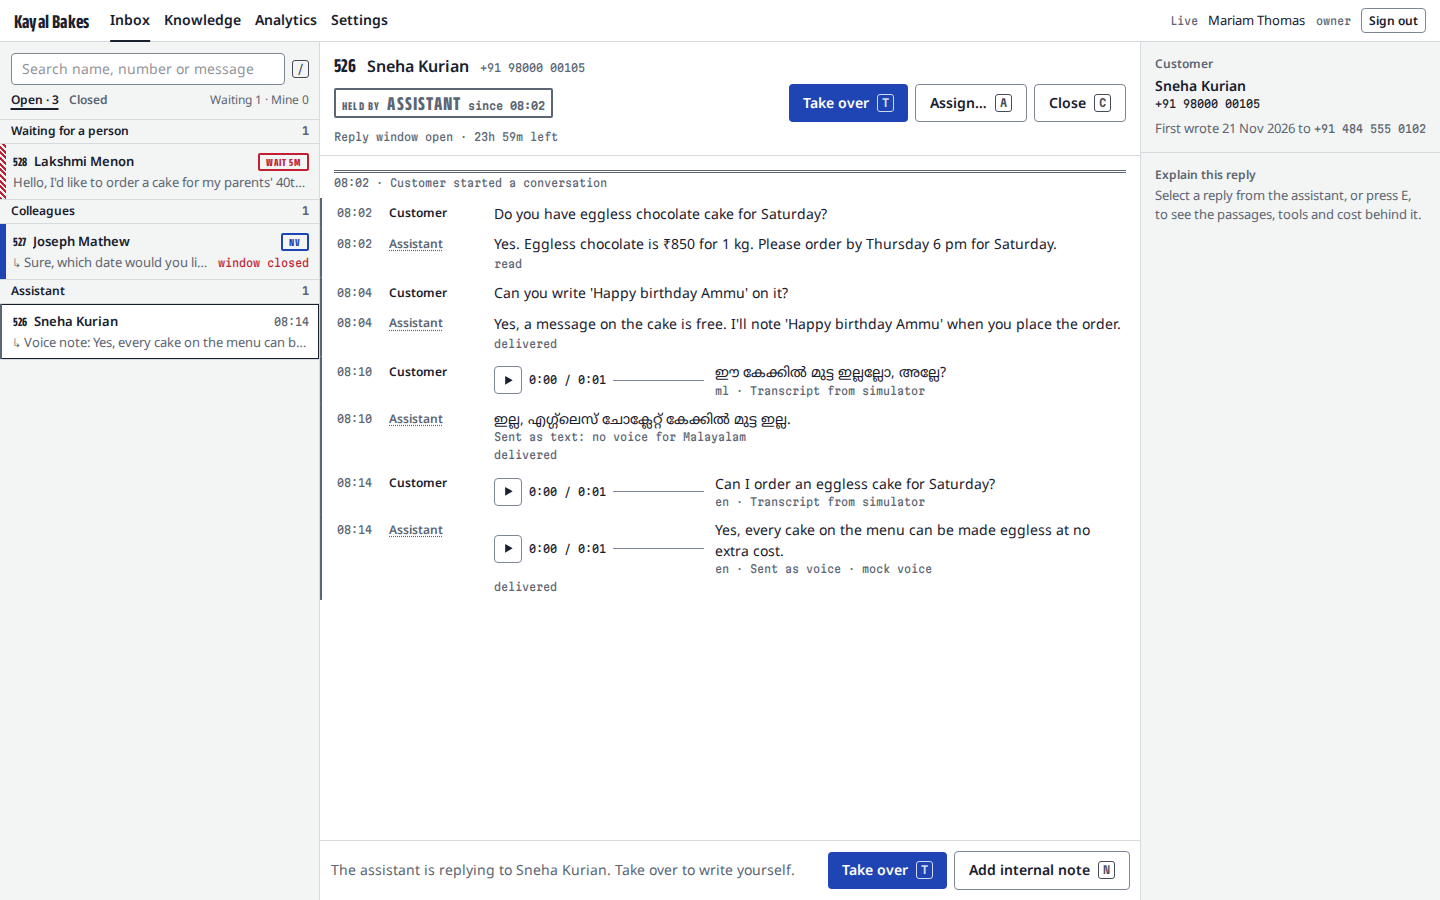 Kayal Bakes Inbox Knowledge Analytics Settings Live Mariam Thomas owner Sign out
Search name, number or message /
Open · 3 Closed Waiting 1 · Mine 0
Waiting for a person 1
528 Lakshmi Menon WAIT 5M
Hello, I'd like to order a cake for my parents' 40t...
Colleagues 1
527 Joseph Mathew NV
↳ Sure, which date would you li... window closed
Assistant 1
526 Sneha Kurian 08:14
↳ Voice note: Yes, every cake on the menu can b...
526 Sneha Kurian +91 98000 00105
HELD BY ASSISTANT since 08:02
Take over T Assign... A Close C
Reply window open · 23h 59m left
08:02 · Customer started a conversation
08:02 Customer Do you have eggless chocolate cake for Saturday?
08:02 Assistant Yes. Eggless chocolate is ₹850 for 1 kg. Please order by Thursday 6 pm for Saturday.
read
08:04 Customer Can you write 'Happy birthday Ammu' on it?
08:04 Assistant Yes, a message on the cake is free. I'll note 'Happy birthday Ammu' when you place the order.
delivered
08:10 Customer 0:00 / 0:01 ഈ കേക്കിൽ മുട്ട ഇല്ലല്ലോ, അല്ലേ?
ml · Transcript from simulator
08:10 Assistant ഇല്ല, എഗ്ഗ്ലെസ് ചോക്ലേറ്റ് കേക്കിൽ മുട്ട ഇല്ല.
Sent as text: no voice for Malayalam
delivered
08:14 Customer 0:00 / 0:01 Can I order an eggless cake for Saturday?
en · Transcript from simulator
08:14 Assistant 0:00 / 0:01 Yes, every cake on the menu can be made eggless at no
extra cost.
en · Sent as voice · mock voice
delivered
The assistant is replying to Sneha Kurian. Take over to write yourself. Take over T Add internal note N
Customer
Sneha Kurian
+91 98000 00105
First wrote 21 Nov 2026 to +91 484 555 0102
Explain this reply
Select a reply from the assistant, or press E,
to see the passages, tools and cost behind it.